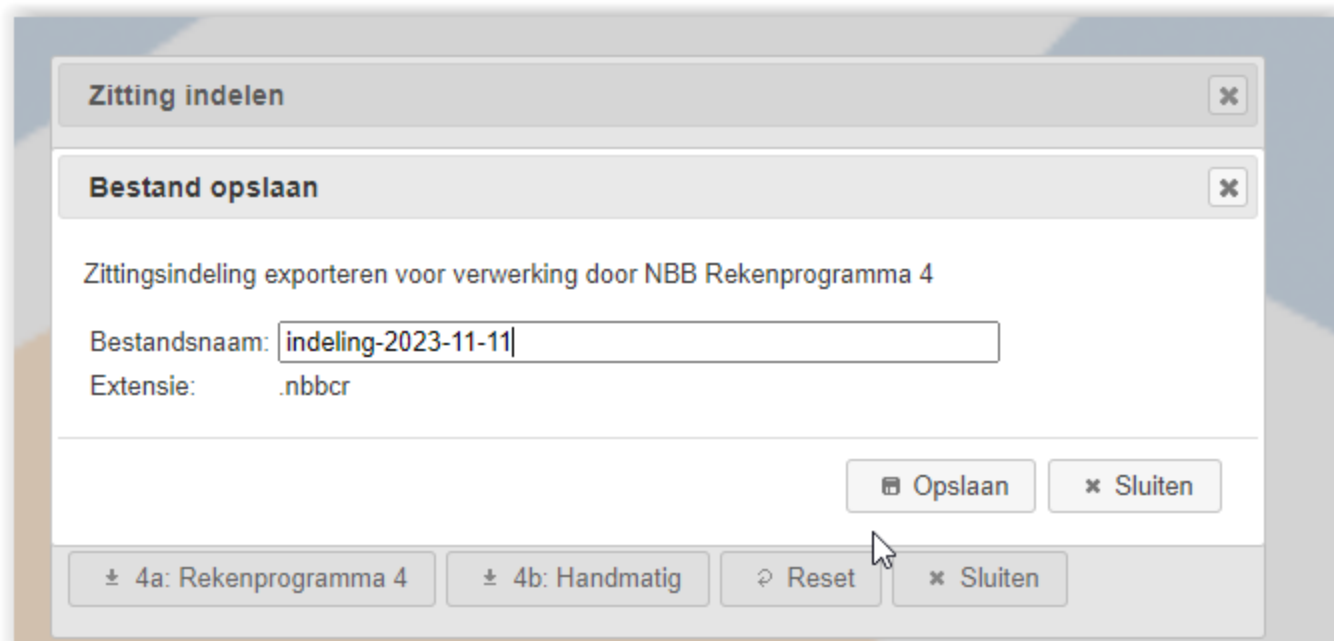 Zitting indelen
Bestand opslaan
Zittingsindeling exporteren voor verwerking door NBB Rekenprogramma 4
Bestandsnaam: indeling-2023-11-11
Extensie: .nbbcr
Opslaan Sluiten
4a: Rekenprogramma 4 4b: Handmatig Reset Sluiten